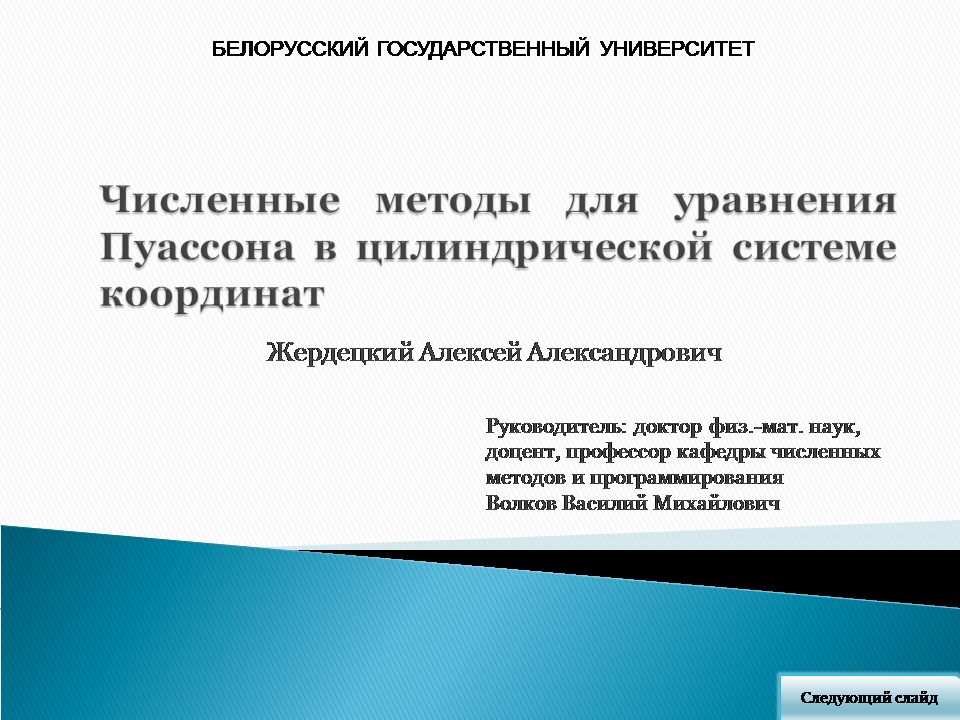 БЕЛОРУССКИЙ ГОСУДАРСТВЕННЫЙ УНИВЕРСИТЕТ
Численные методы для уравнения
Пуассона в цилиндрической системе
координат
Жердецкий Алексей Александрович
Руководитель: доктор физ.-мат. наук,
доцент, профессор кафедры численных
методов и программирования
Волков Василий Михайлович
Следующий слайд